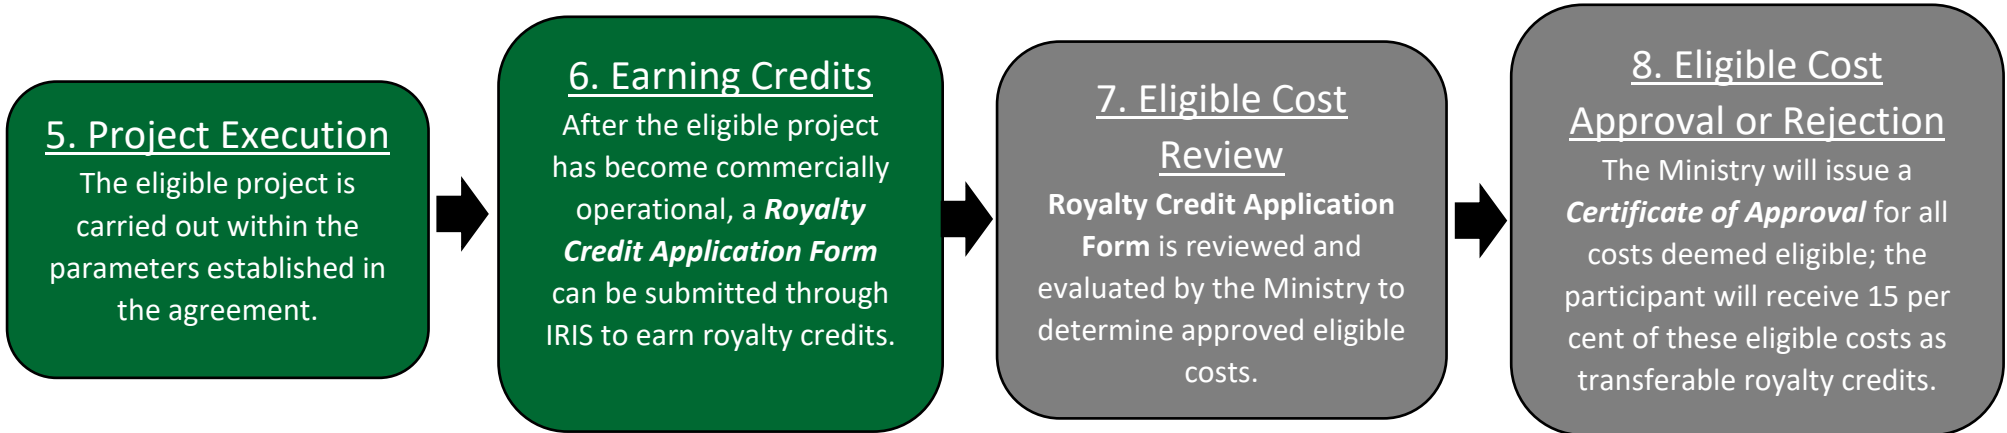 5. Project Execution
The eligible project is
carried out within the
parameters established in
the agreement.
6. Earning Credits
After the eligible project
has become commercially
operational, a Royalty
Credit Application Form
can be submitted through
IRIS to earn royalty credits.
7. Eligible Cost
Review
Royalty Credit Application
Form is reviewed and
evaluated by the Ministry to
determine approved eligible
costs.
8. Eligible Cost
Approval or Rejection
The Ministry will issue a
Certificate of Approval for all
costs deemed eligible; the
participant will receive 15 per
cent of these eligible costs as
transferable royalty credits.